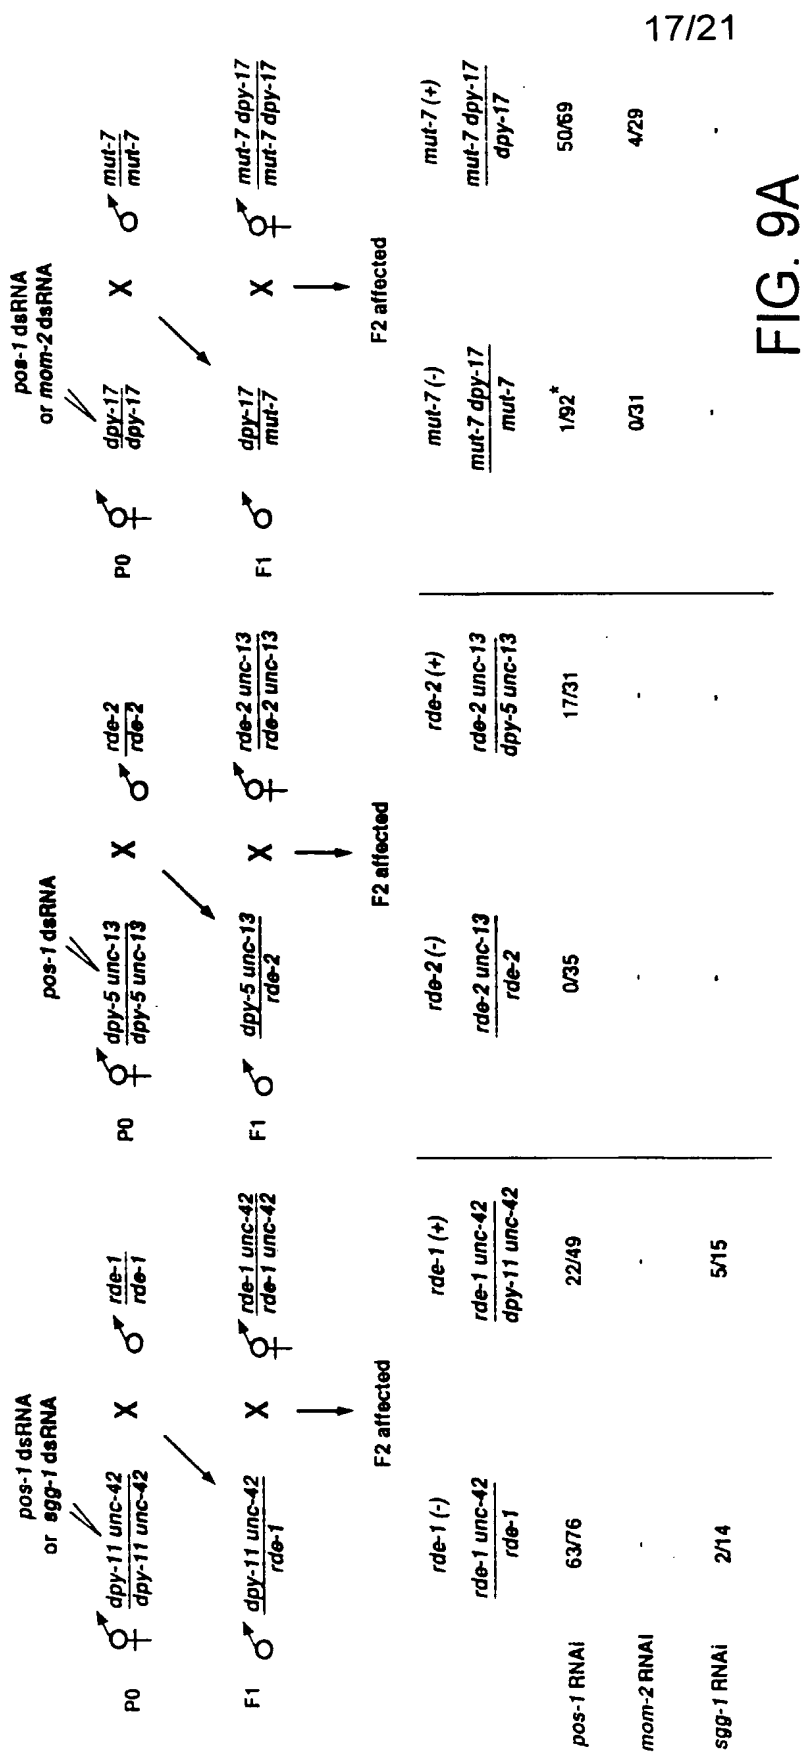 17/21
pos-1 dsRNA
or sgg-1 dsRNA
P0 dpy-11 unc-42 X rde-1
dpy-11 unc-42 rde-1
F1 dpy-11 unc-42 X rde-1 unc-42
rde-1 rde-1 unc-42
F2 affected
pos-1 dsRNA
P0 dpy-5 unc-13 X rde-2
dpy-5 unc-13 rde-2
F1 dpy-5 unc-13 X rde-2 unc-13
rde-2 rde-2 unc-13
F2 affected
pos-1 dsRNA
or mom-2 dsRNA
P0 dpy-17 X mut-7
dpy-17 mut-7
F1 dpy-17 X mut-7 dpy-17
mut-7 mut-7 dpy-17
F2 affected
rde-1 (-) rde-1 (+) rde-2 (-) rde-2 (+) mut-7 (-) mut-7 (+)
rde-1 unc-42 rde-1 unc-42 rde-2 unc-13 rde-2 unc-13 mut-7 dpy-17 mut-7 dpy-17
rde-1 dpy-11 unc-42 rde-2 dpy-5 unc-13 mut-7 dpy-17
pos-1 RNAi 63/76 22/49 0/35 17/31 1/92* 50/69
mom-2 RNAi - - - - 0/31 4/29
sgg-1 RNAi 2/14 5/15 - - - -
FIG. 9A